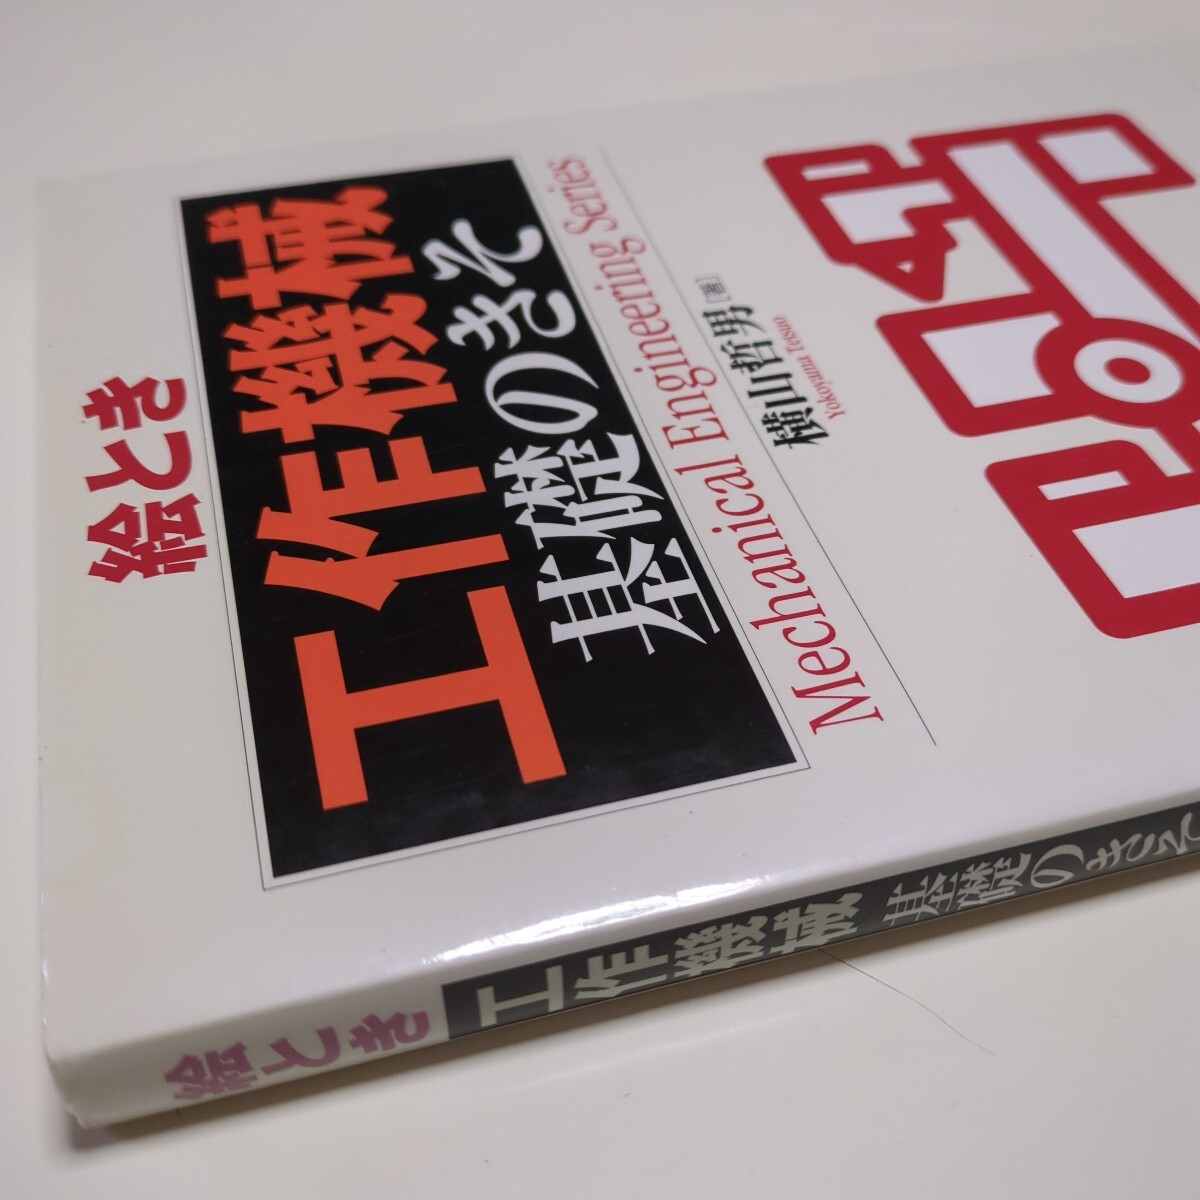 絵とき
工作機械
基礎のきそ
Mechanical Engineering Series
横山哲男[著]
Yokoyama Tetsuo
絵とき 工作機械 基礎のきそ